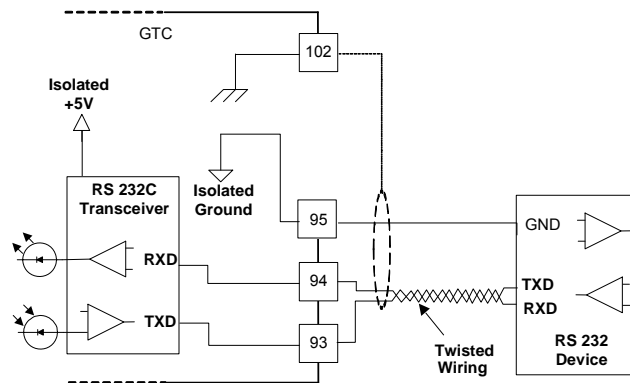 GTC
102
Isolated
+5V
RS 232C
Transceiver
Isolated
Ground
95
GND
RXD
94
TXD
RXD
TXD
93
Twisted
Wiring
RS 232
Device